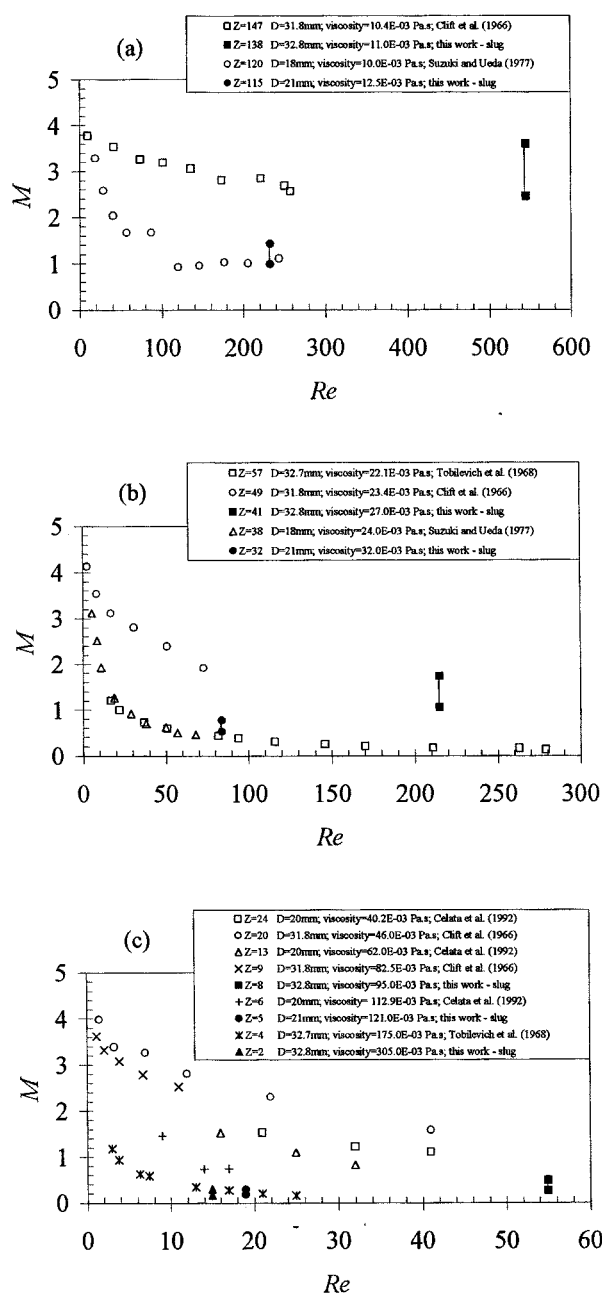 (a)
Z=147 D=31.8mm; viscosity=10.4E-03 Pa.s; Clift et al. (1966)
Z=138 D=32.8mm; viscosity=11.0E-03 Pa.s; this work - slug
Z=120 D=18mm; viscosity=10.0E-03 Pa.s; Suzuki and Ueda (1977)
Z=115 D=21mm; viscosity=12.5E-03 Pa.s; this work - slug
5
4
3
2
1
0
M
0 100 200 300 400 500 600
Re
(b)
Z=57 D=32.7mm; viscosity=22.1E-03 Pa.s; Tobilevich et al. (1968)
Z=49 D=31.8mm; viscosity=23.4E-03 Pa.s; Clift et al. (1966)
Z=41 D=32.8mm; viscosity=27.0E-03 Pa.s; this work - slug
Z=38 D=18mm; viscosity=24.0E-03 Pa.s; Suzuki and Ueda (1977)
Z=32 D=21mm; viscosity=32.0E-03 Pa.s; this work - slug
5
4
3
2
1
0
M
0 50 100 150 200 250 300
Re
(c)
Z=24 D=20mm; viscosity=40.2E-03 Pa.s; Celata et al. (1992)
Z=20 D=31.8mm; viscosity=46.0E-03 Pa.s; Clift et al. (1966)
Z=13 D=20mm; viscosity=62.0E-03 Pa.s; Celata et al. (1992)
Z=9 D=31.8mm; viscosity=82.5E-03 Pa.s; Clift et al. (1966)
Z=8 D=32.8mm; viscosity=95.0E-03 Pa.s; this work - slug
Z=6 D=20mm; viscosity= 112.9E-03 Pa.s; Celata et al. (1992)
Z=5 D=21mm; viscosity=121.0E-03 Pa.s; this work - slug
Z=4 D=32.7mm; viscosity=175.0E-03 Pa.s; Tobilevich et al. (1968)
Z=2 D=32.8mm; viscosity=305.0E-03 Pa.s; this work - slug
5
4
3
2
1
0
M
0 10 20 30 40 50 60
Re